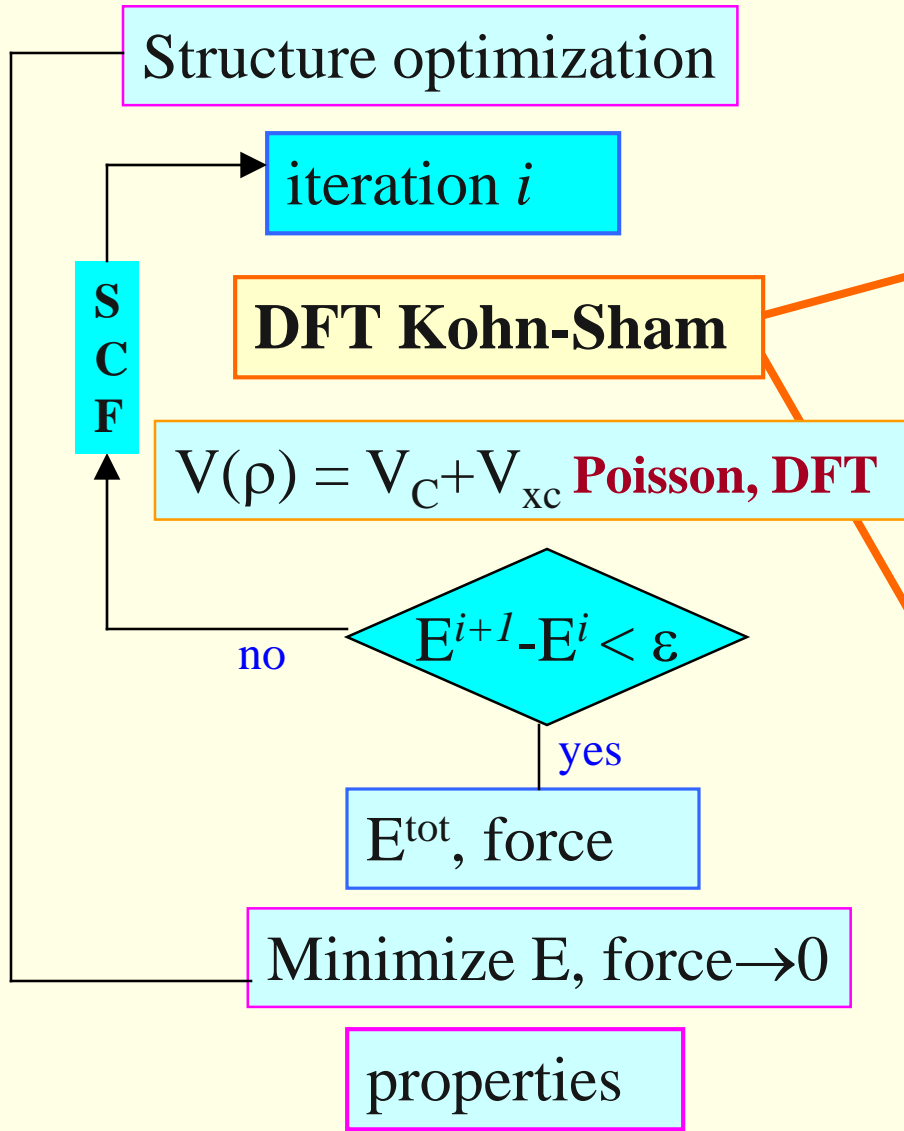 Structure optimization
iteration i
S
C
F
DFT Kohn-Sham
V(ρ) = V_C+V_xc Poisson, DFT
E^{i+1}-E^i < ε
no
yes
E^tot, force
Minimize E, force→0
properties